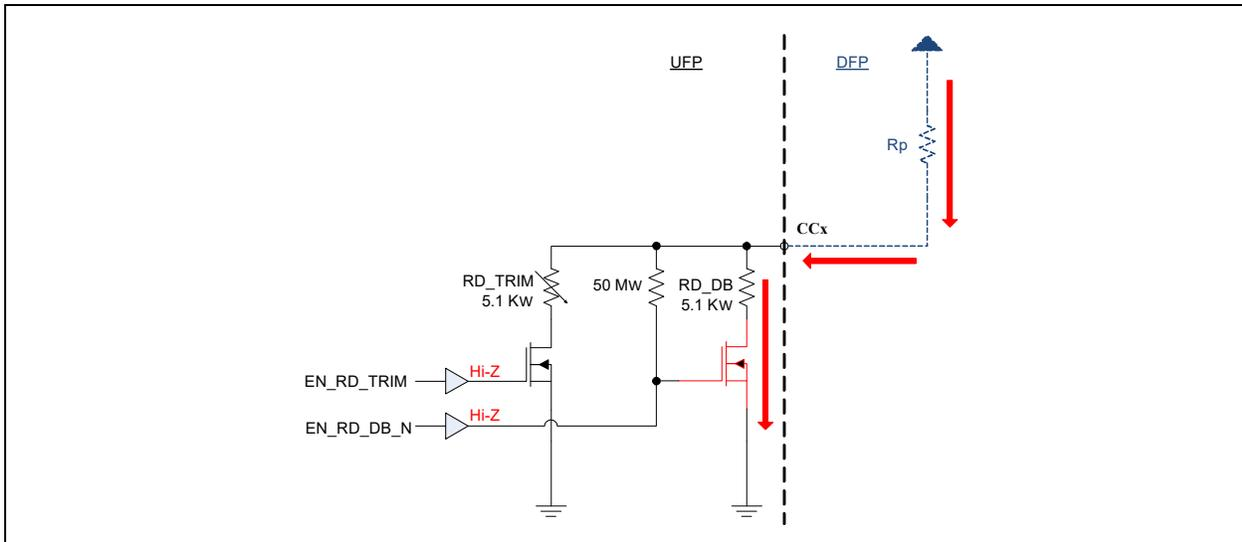 UFP
DFP
Rp
CCx
RD_TRIM
5.1 Kw
50 Mw
RD_DB
5.1 Kw
EN_RD_TRIM
Hi-Z
EN_RD_DB_N
Hi-Z